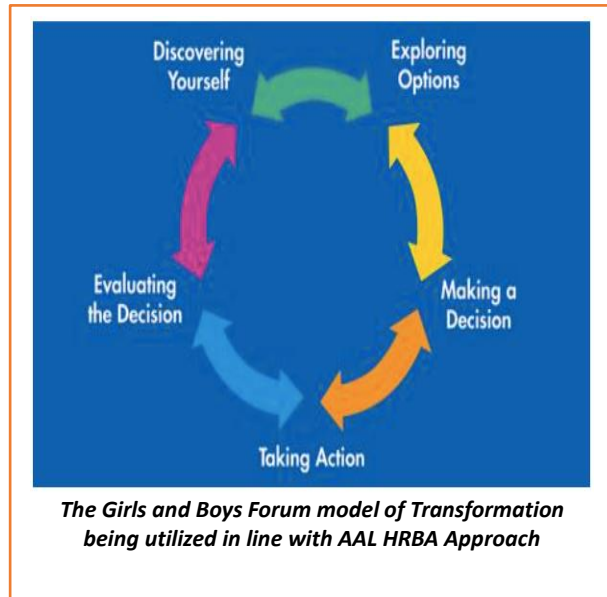 Discovering
Yourself
Exploring
Options
Evaluating
the Decision
Making a
Decision
Taking Action
The Girls and Boys Forum model of Transformation
being utilized in line with AAL HRBA Approach